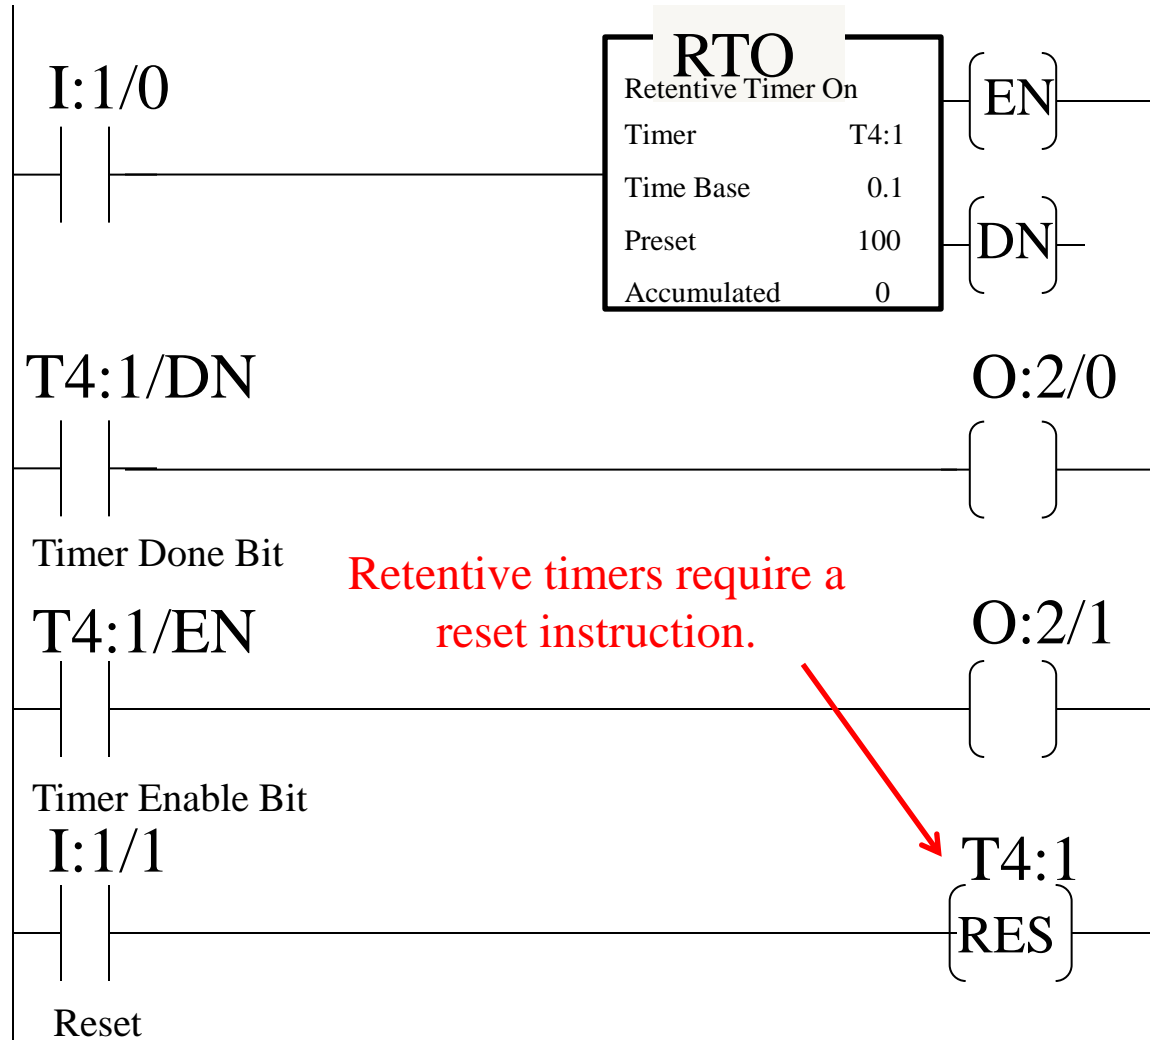 RTO
I:1/0
Retentive Timer On
EN
Timer T4:1
Time Base 0.1
Preset 100
DN
Accumulated 0
T4:1/DN
O:2/0
Timer Done Bit
Retentive timers require a
reset instruction.
T4:1/EN
O:2/1
Timer Enable Bit
I:1/1
T4:1
RES
Reset